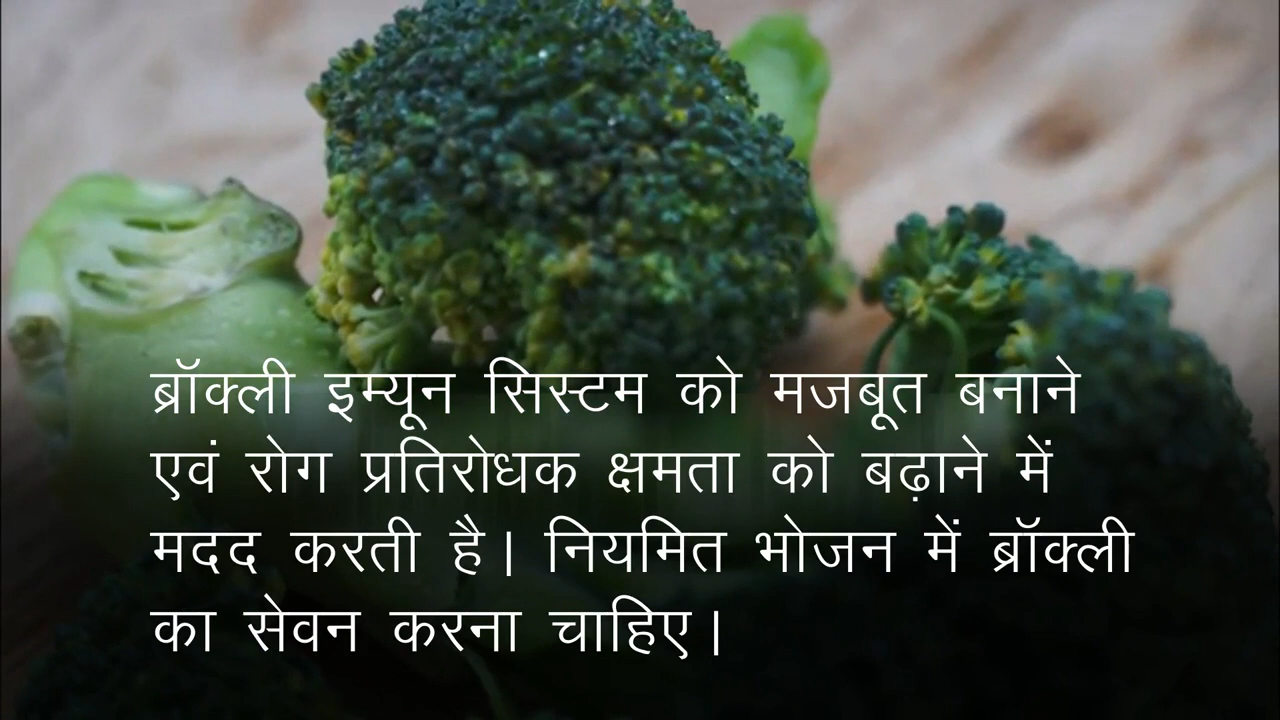 ब्रॉक्ली इम्यून सिस्टम को मजबूत बनाने
एवं रोग प्रतिरोधक क्षमता को बढ़ाने में
मदद करती है। नियमित भोजन में ब्रॉक्ली
का सेवन करना चाहिए।